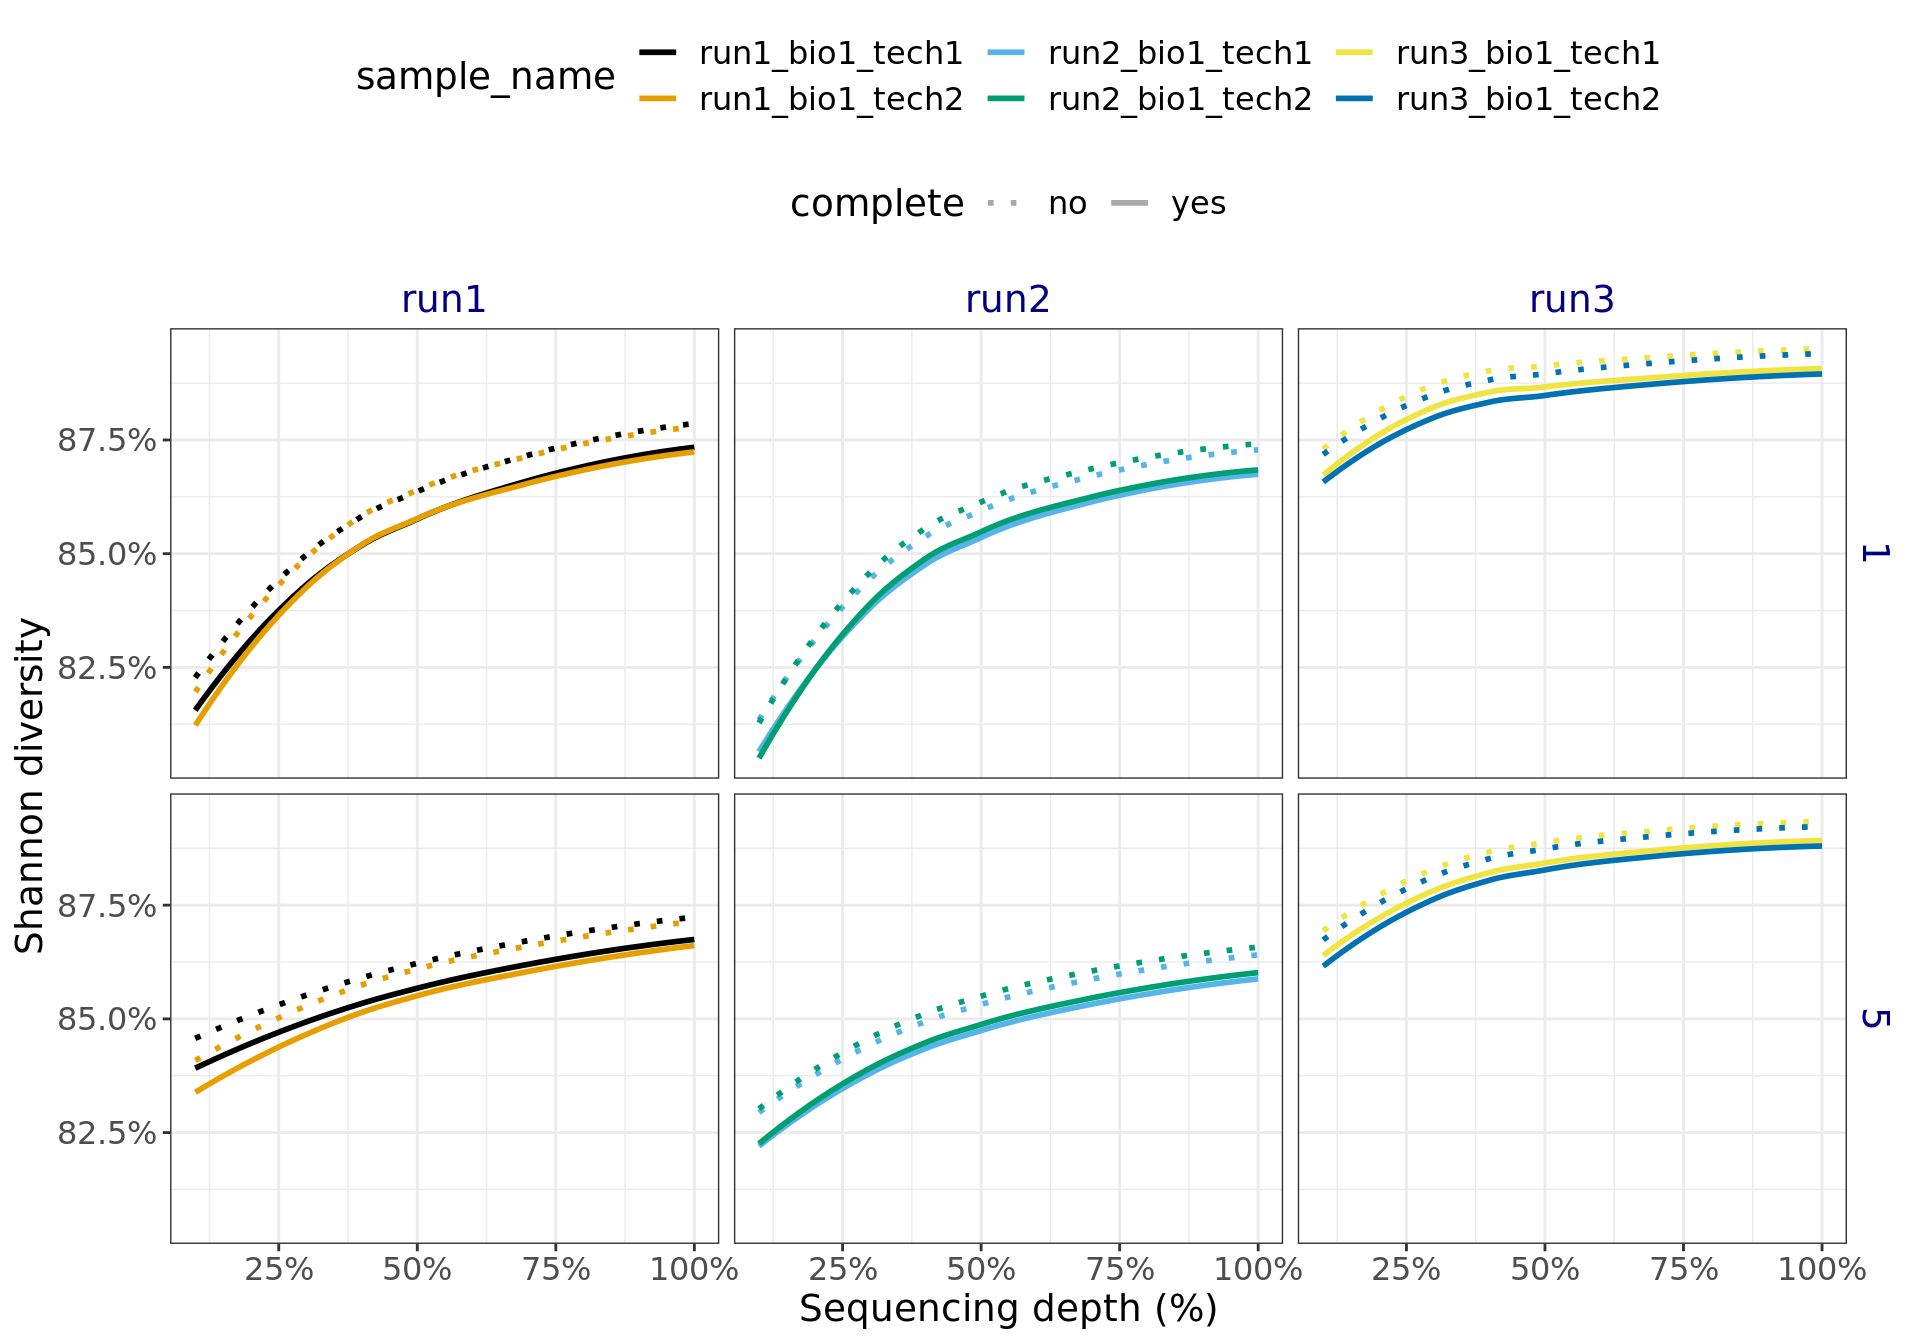 sample_name
run1_bio1_tech1 run2_bio1_tech1 run3_bio1_tech1
run1_bio1_tech2 run2_bio1_tech2 run3_bio1_tech2
complete no yes
run1 run2 run3
87.5%
85.0%
82.5%
1
87.5%
85.0%
82.5%
5
Shannon diversity
25% 50% 75% 100% 25% 50% 75% 100% 25% 50% 75% 100%
Sequencing depth (%)